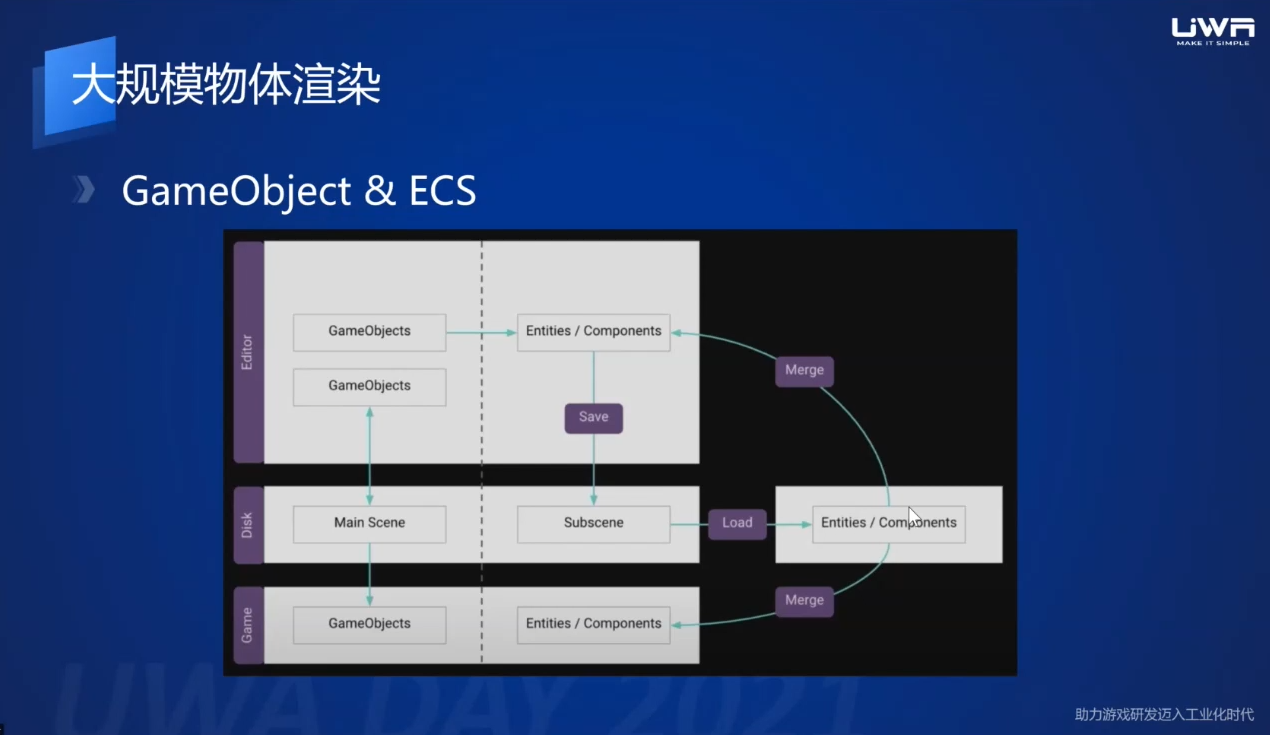 UWA
MAKE IT SIMPLE
大规模物体渲染
GameObject & ECS
Editor
GameObjects
Entities / Components
GameObjects
Merge
Save
Disk
Main Scene
Subscene
Load
Entities / Components
Game
GameObjects
Entities / Components
Merge
UWA DAY 2021
助力游戏研发迈入工业化时代